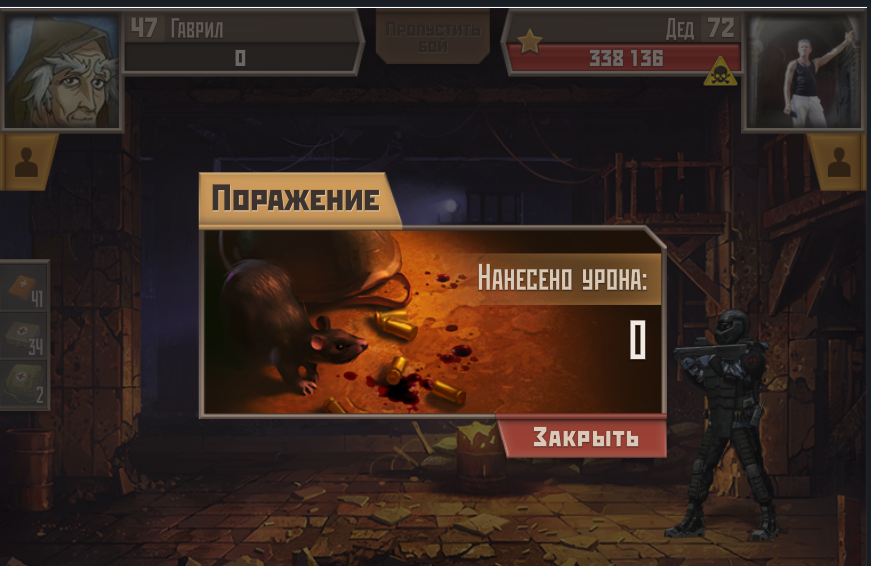 47 Гаврил
0
Пропустить
бой
Дед 72
338 136
Поражение
Нанесено урона:
0
41
34
2
Закрыть